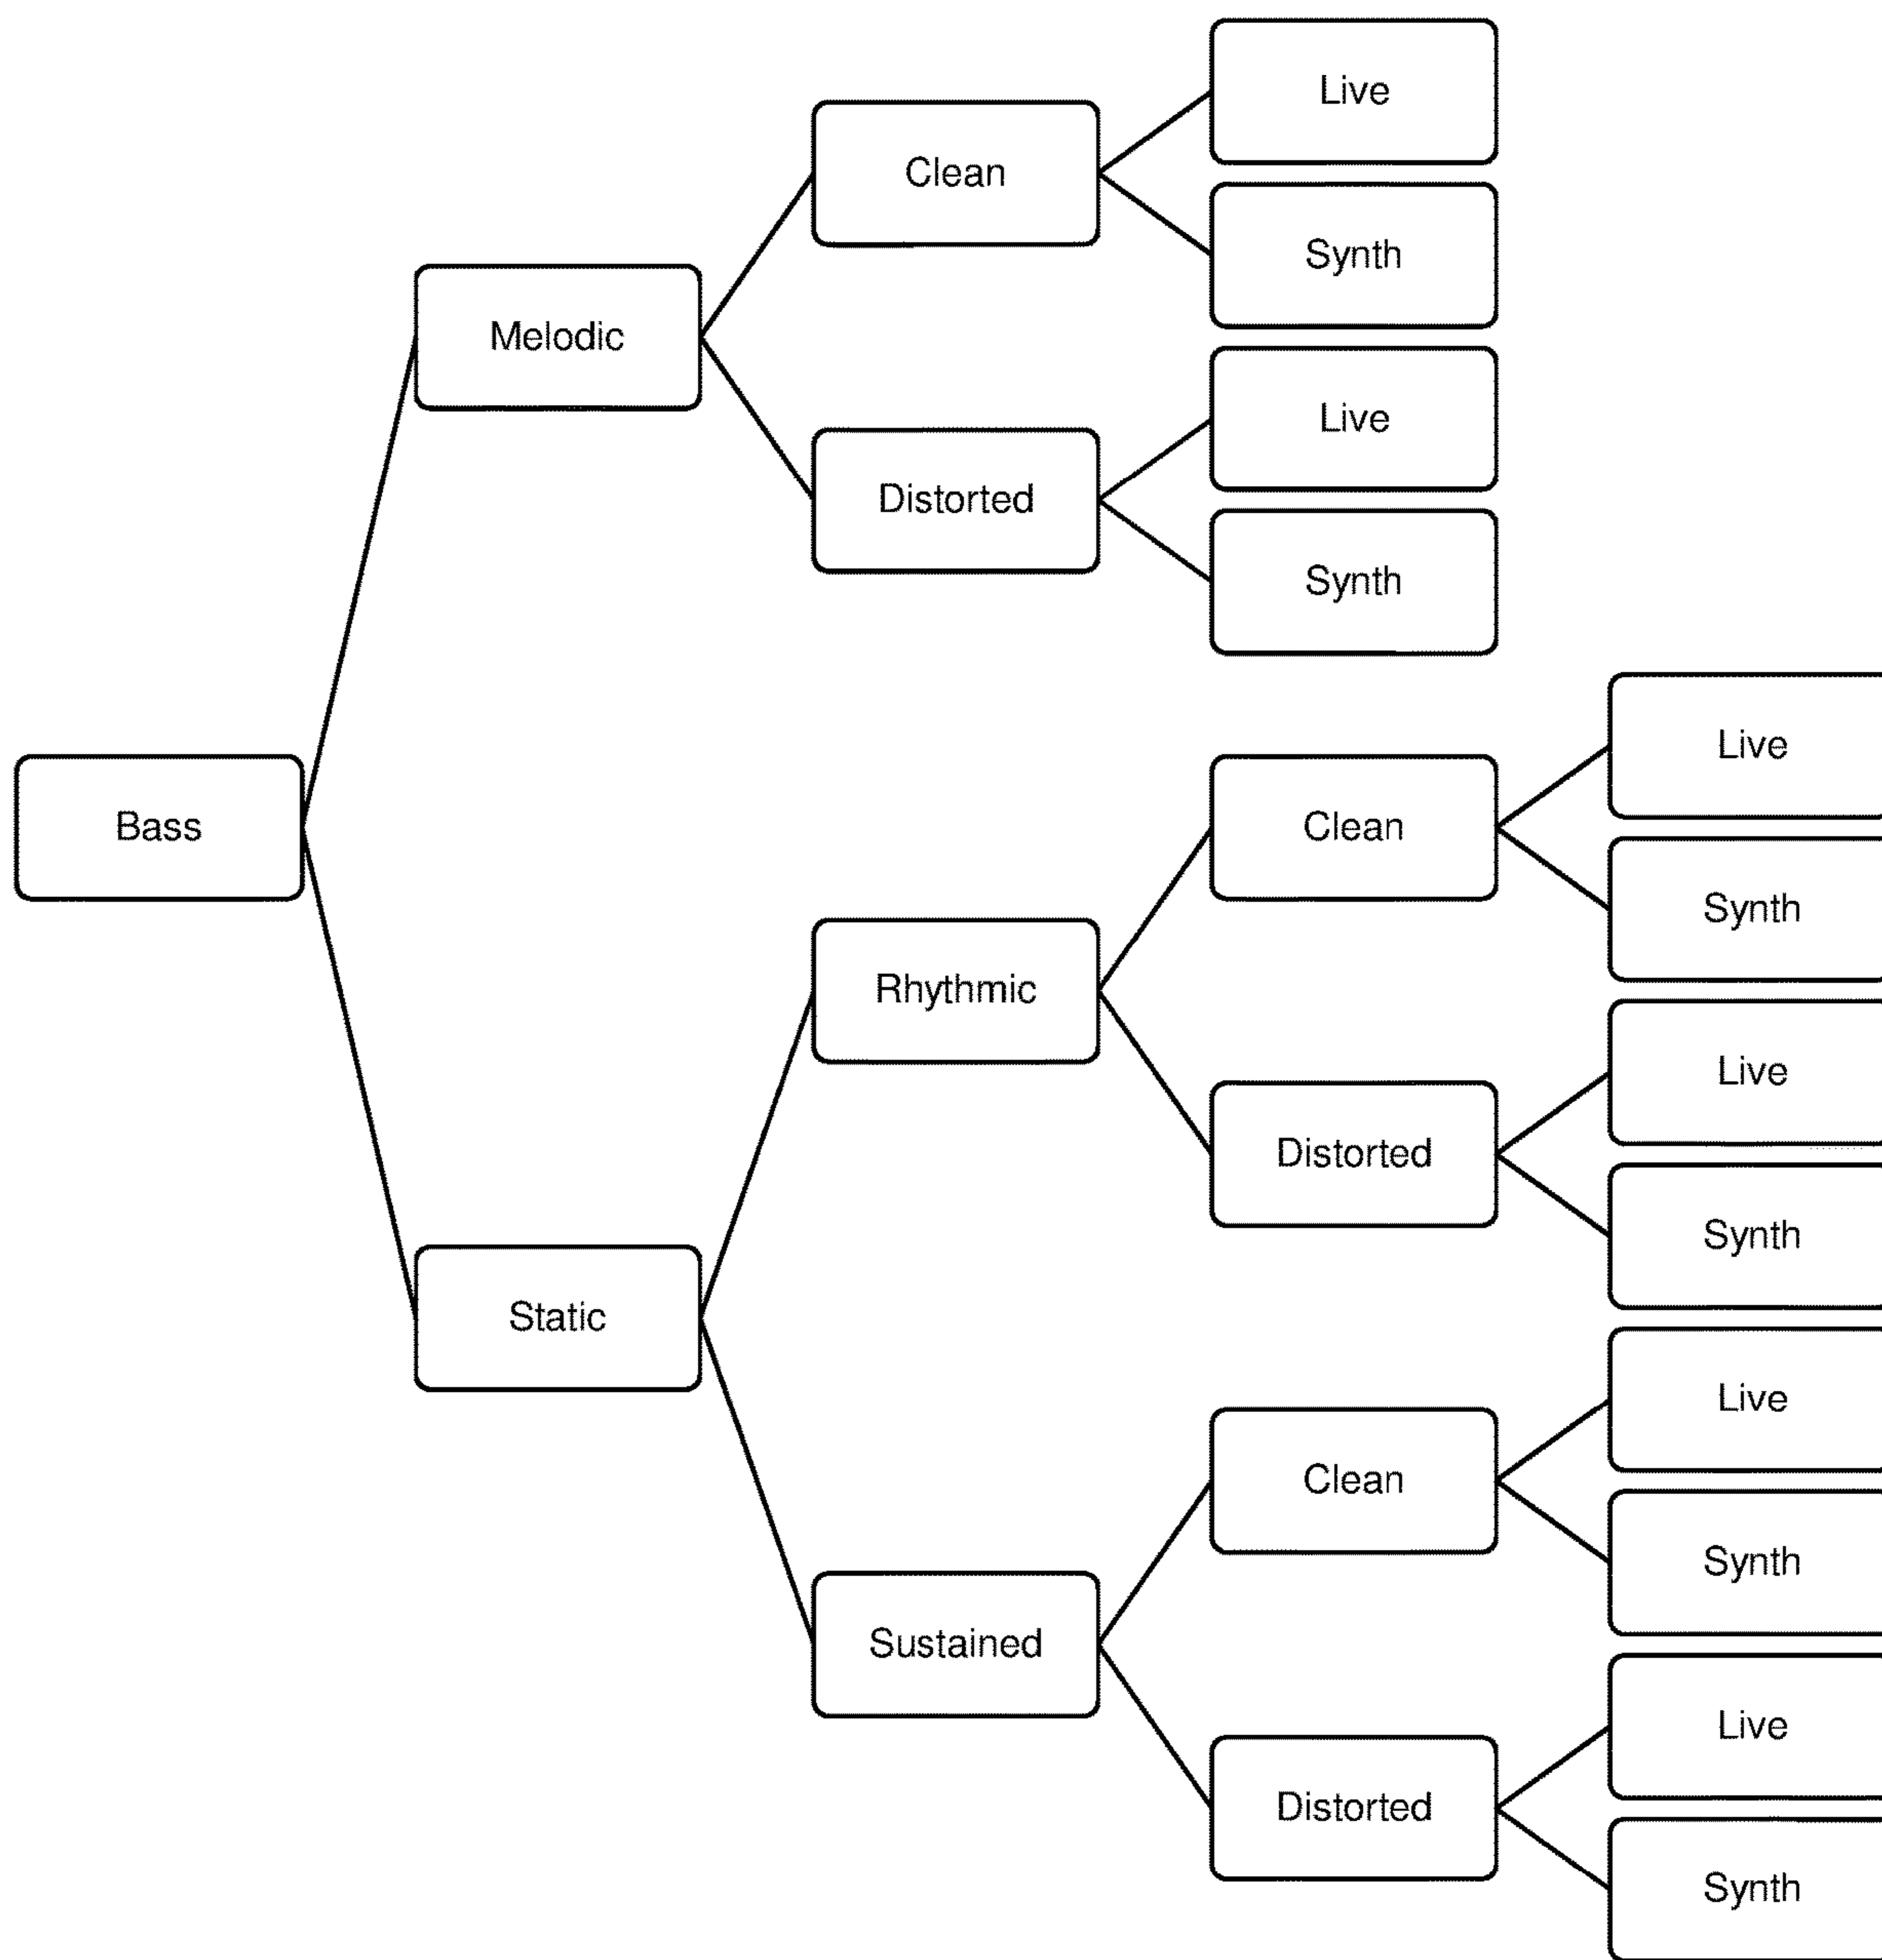 Live
Clean
Synth
Melodic
Live
Distorted
Synth
Live
Bass
Clean
Synth
Rhythmic
Live
Distorted
Synth
Static
Live
Clean
Synth
Sustained
Live
Distorted
Synth